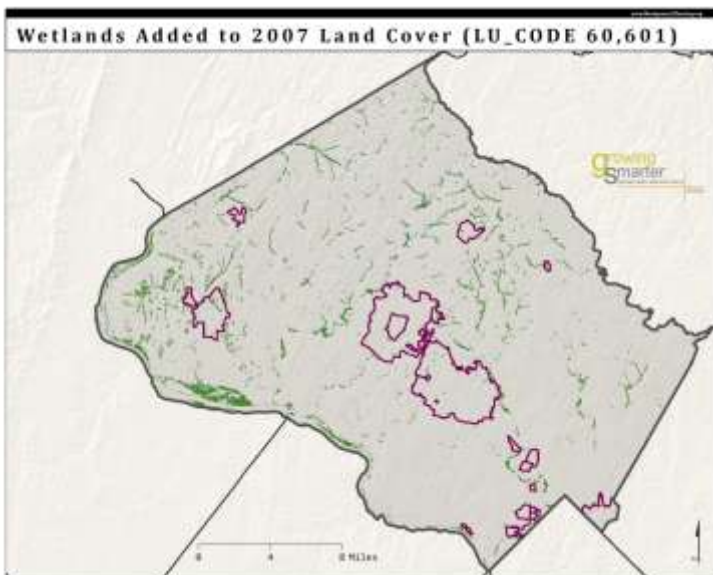 Wetlands Added to 2007 Land Cover (LU_CODE 60,601)
growing
smarter
0 4 8 Miles